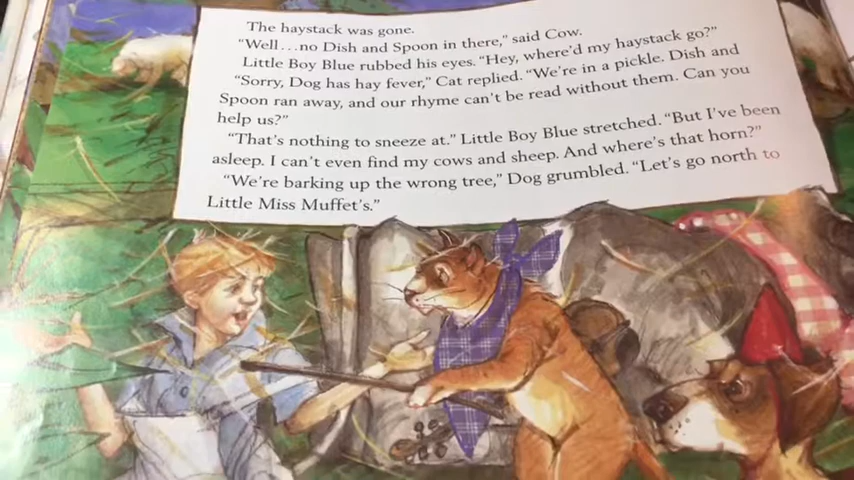 The haystack was gone.
"Well...no Dish and Spoon in there," said Cow.
Little Boy Blue rubbed his eyes. "Hey, where'd my haystack go?"
"Sorry, Dog has hay fever," Cat replied. "We're in a pickle. Dish and
Spoon ran away, and our rhyme can't be read without them. Can you
help us?"
"That's nothing to sneeze at." Little Boy Blue stretched. "But I've been
asleep. I can't even find my cows and sheep. And where's that horn?"
"We're barking up the wrong tree," Dog grumbled. "Let's go north to
Little Miss Muffet's."